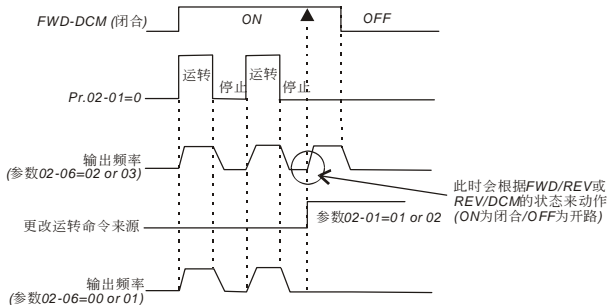 FWD-DCM (闭合)
ON
OFF
运转
停止
运转
停止
Pr.02-01=0
输出频率
(参数02-06=02 or 03)
此时会根据FWD/REV或
REV/DCM的状态来动作
(ON为闭合/OFF为开路)
更改运转命令来源
参数02-01=01 or 02
输出频率
(参数02-06=00 or 01)